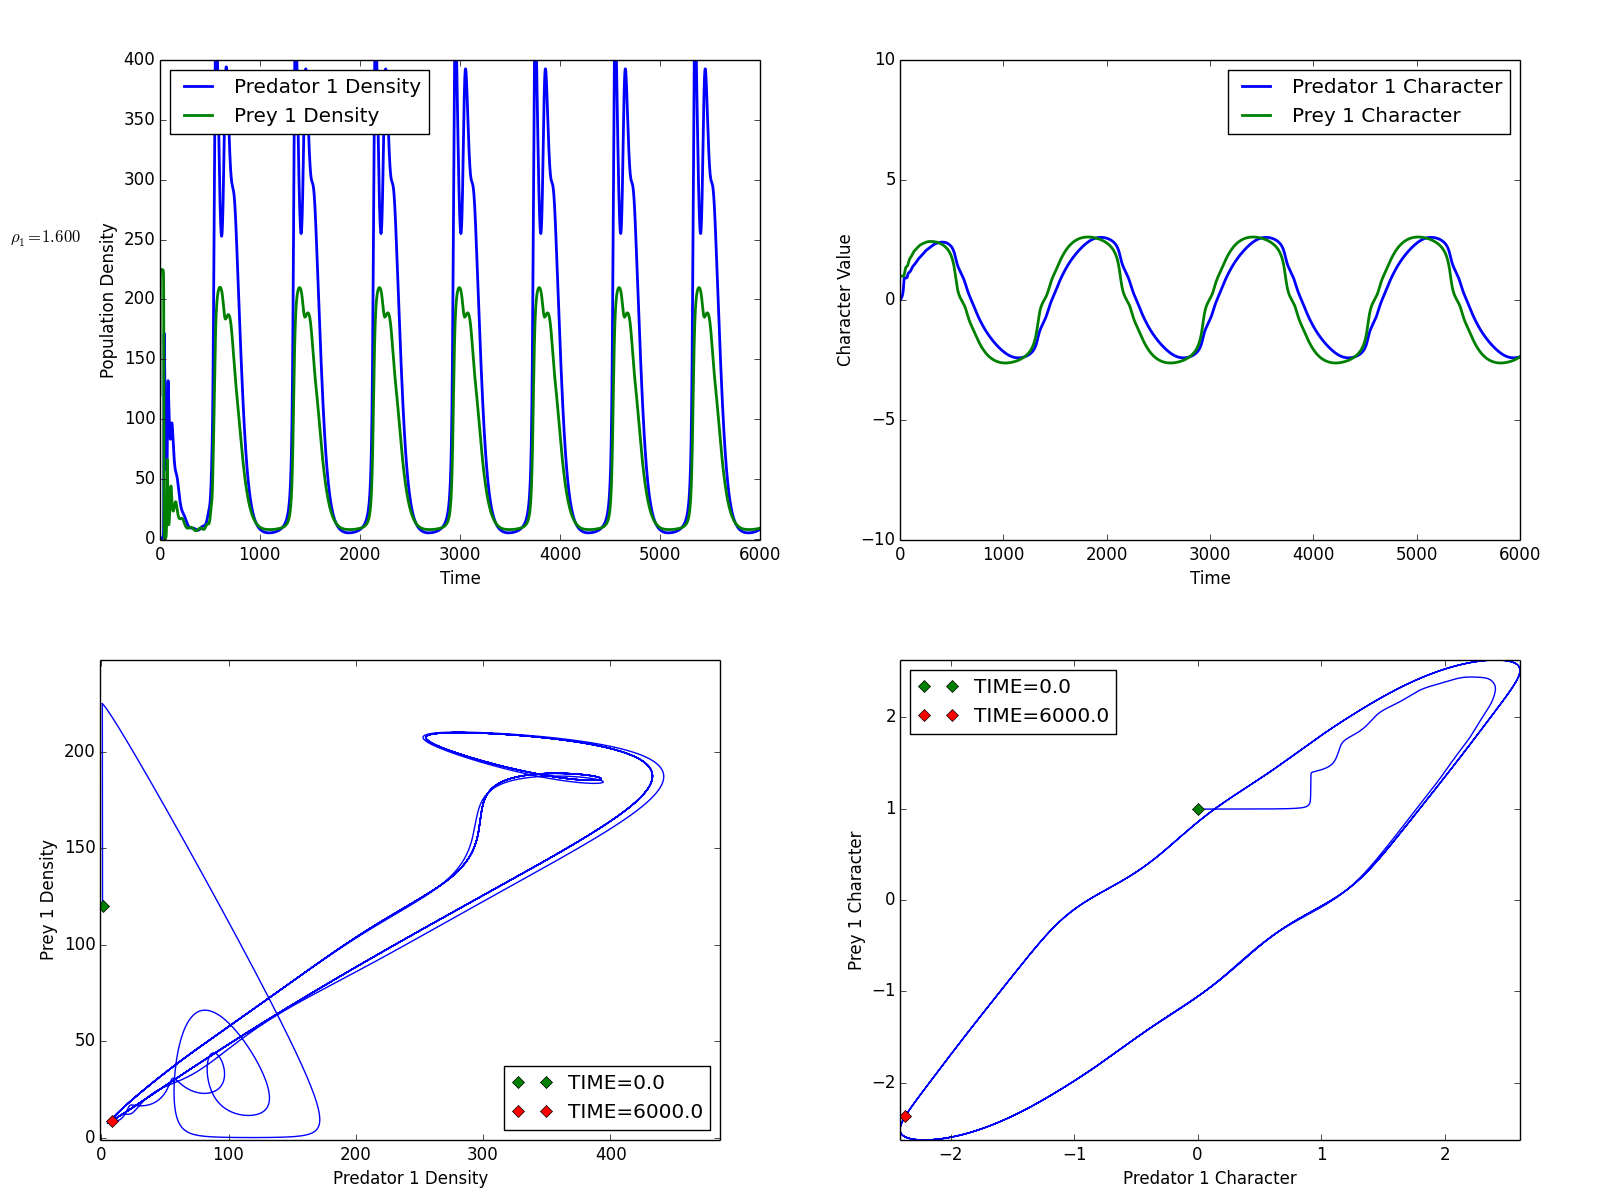 ρ₁=1.600
Population Density
400
350
300
250
200
150
100
50
0
Predator 1 Density
Prey 1 Density
0 1000 2000 3000 4000 5000 6000
Time
Character Value
10
5
0
−5
−10
Predator 1 Character
Prey 1 Character
0 1000 2000 3000 4000 5000 6000
Time
Prey 1 Density
200
150
100
50
0
TIME=0.0
TIME=6000.0
0 100 200 300 400
Predator 1 Density
Prey 1 Character
2
1
0
−1
−2
TIME=0.0
TIME=6000.0
−2 −1 0 1 2
Predator 1 Character